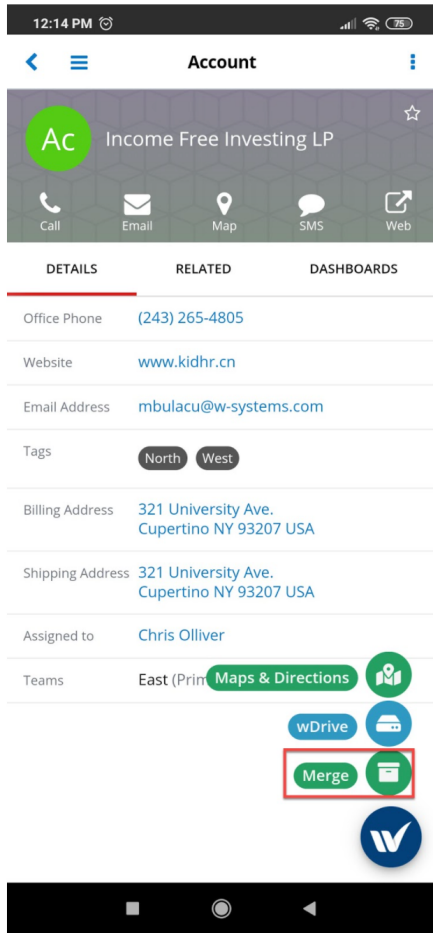 12:14 PM
75
Account
Ac
Income Free Investing LP
Call
Email
Map
SMS
Web
DETAILS
RELATED
DASHBOARDS
Office Phone (243) 265-4805
Website www.kidhr.cn
Email Address mbulacu@w-systems.com
Tags North West
Billing Address 321 University Ave.
Cupertino NY 93207 USA
Shipping Address 321 University Ave.
Cupertino NY 93207 USA
Assigned to Chris Olliver
Teams East (Prim
Maps & Directions
wDrive
Merge